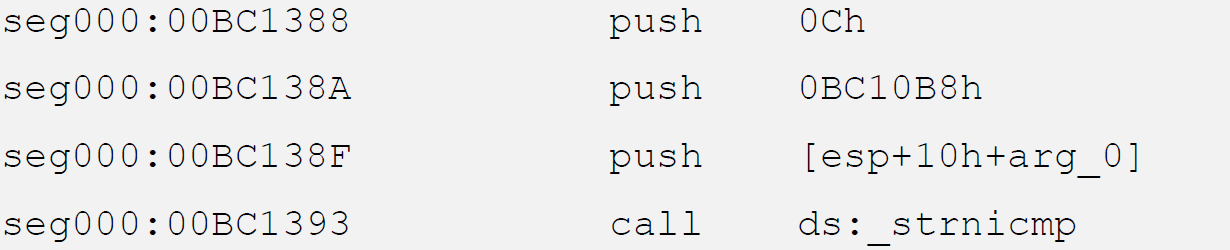 seg000:00BC1388 push 0Ch
seg000:00BC138A push 0BC10B8h
seg000:00BC138F push [esp+10h+arg_0]
seg000:00BC1393 call ds:_strnicmp